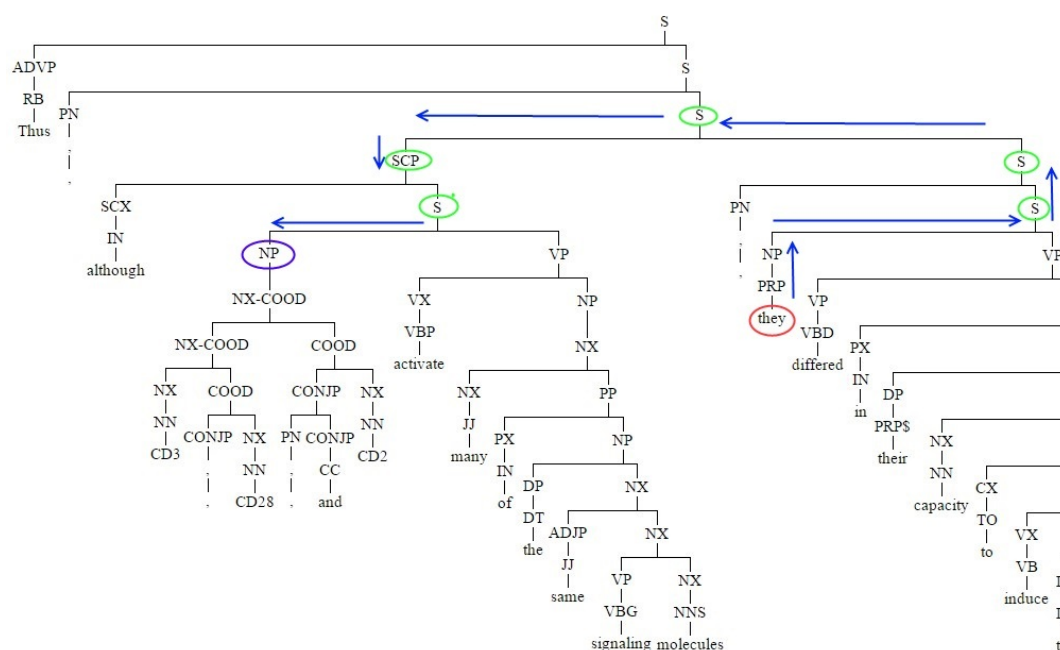 S
ADVP S
RB PN S
Thus ,
, SCP S
SCX S PN S
IN ,
although NP VP , NP VP
NX-COOD VX NP PRP
they VP
NX-COOD COOD VBP NX VBD PX
activate differed IN
NX COOD CONJP NX NX PP in DP
NN CONJP NX PN CONJP NN JJ PX NP PRP$ NX
CD3 , NN , CC CD2 many IN DP NX their NN CX
CD28 and of DT capacity TO
the ADJP NX to VX
JJ VP NX VB
same VBG NNS induce
signaling molecules